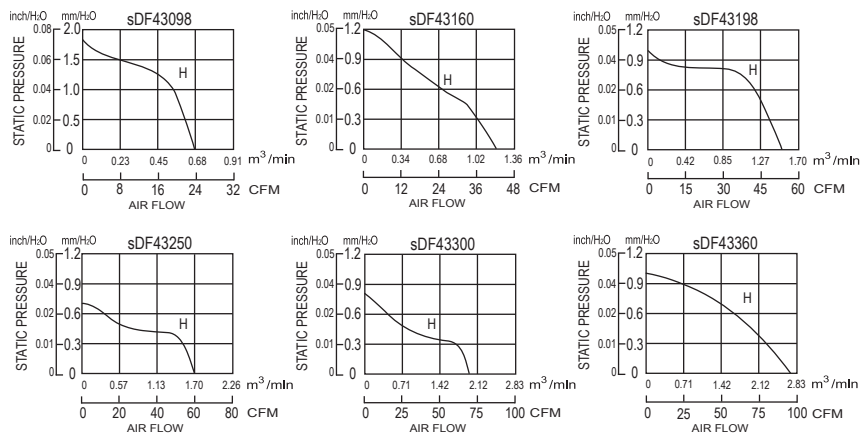 sDF43098
inch/H₂O mm/H₂O
0.08 2.0
0.06 1.5
0.04 1.0
0.02 0.5
0 0
STATIC PRESSURE
H
0 0.23 0.45 0.68 0.91 m³/mln
0 8 16 24 32 CFM
AIR FLOW
sDF43160
inch/H₂O mm/H₂O
0.05 1.2
0.04 0.9
0.02 0.6
0.01 0.3
0 0
STATIC PRESSURE
H
0 0.34 0.68 1.02 1.36 m³/mln
0 12 24 36 48 CFM
AIR FLOW
sDF43198
inch/H₂O mm/H₂O
0.05 1.2
0.04 0.9
0.02 0.6
0.01 0.3
0 0
STATIC PRESSURE
H
0 0.42 0.85 1.27 1.70 m³/mln
0 15 30 45 60 CFM
AIR FLOW
sDF43250
inch/H₂O mm/H₂O
0.05 1.2
0.04 0.9
0.02 0.6
0.01 0.3
0 0
STATIC PRESSURE
H
0 0.57 1.13 1.70 2.26 m³/mln
0 20 40 60 80 CFM
AIR FLOW
sDF43300
inch/H₂O mm/H₂O
0.05 1.2
0.04 0.9
0.02 0.6
0.01 0.3
0 0
STATIC PRESSURE
H
0 0.71 1.42 2.12 2.83 m³/mln
0 25 50 75 100 CFM
AIR FLOW
sDF43360
inch/H₂O mm/H₂O
0.05 1.2
0.04 0.9
0.02 0.6
0.01 0.3
0 0
STATIC PRESSURE
H
0 0.71 1.42 2.12 2.83 m³/mln
0 25 50 75 100 CFM
AIR FLOW